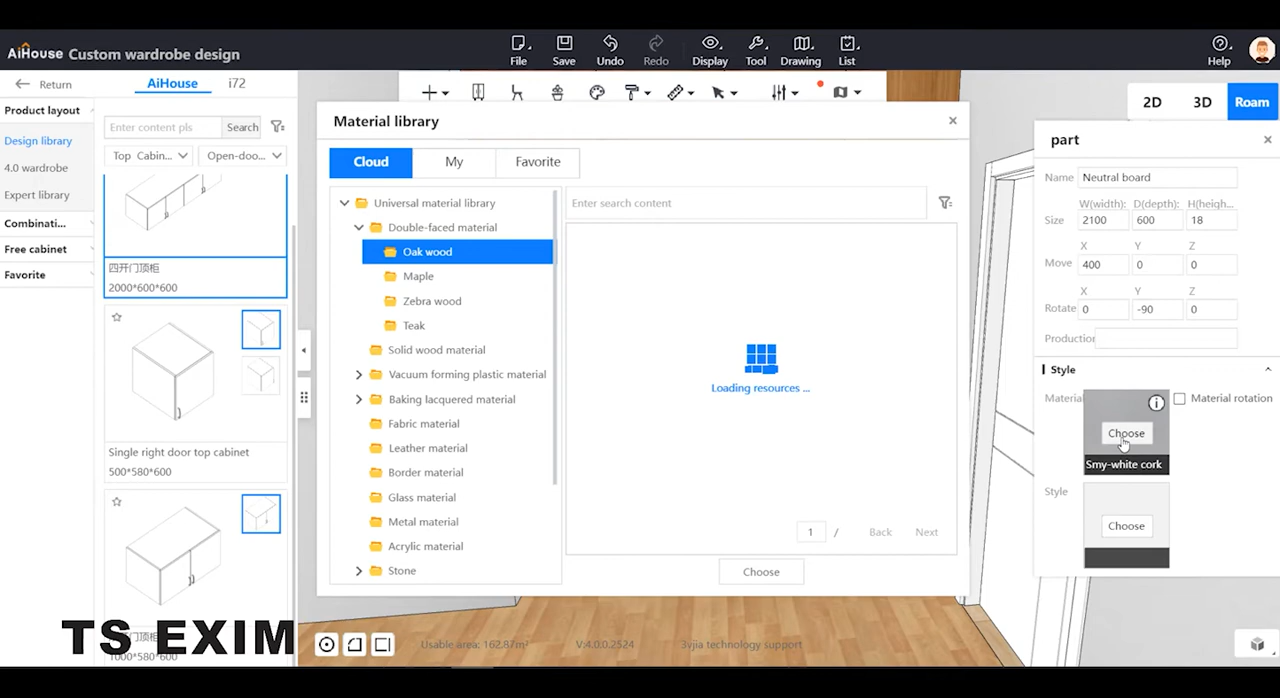 AiHouse Custom wardrobe design
File
Save
Undo
Redo
Display
Tool
Drawing
List
Help
Return
AiHouse
i72
Product layout
Design library
4.0 wardrobe
Expert library
Combinati...
Free cabinet
Favorite
Enter content pls
Search
Top Cabin...
Open-doo...
四开门顶柜
2000*600*600
Single right door top cabinet
500*580*600
1000*580*600
TS EXIM
Material library
Cloud
My
Favorite
Universal material library
Double-faced material
Oak wood
Maple
Zebra wood
Teak
Solid wood material
Vacuum forming plastic material
Baking lacquered material
Fabric material
Leather material
Border material
Glass material
Metal material
Acrylic material
Stone
Enter search content
Loading resources ...
1 /
Back
Next
Choose
Usable area: 162.87m²
V:4.0.0.2524
3vjia technology support
2D
3D
Roam
part
Name Neutral board
W(width): D(depth): H(heigh...
Size 2100 600 18
X Y Z
Move 400 0 0
X Y Z
Rotate 0 -90 0
Production
Style
Material
Choose
Material rotation
Smy-white cork
Style
Choose